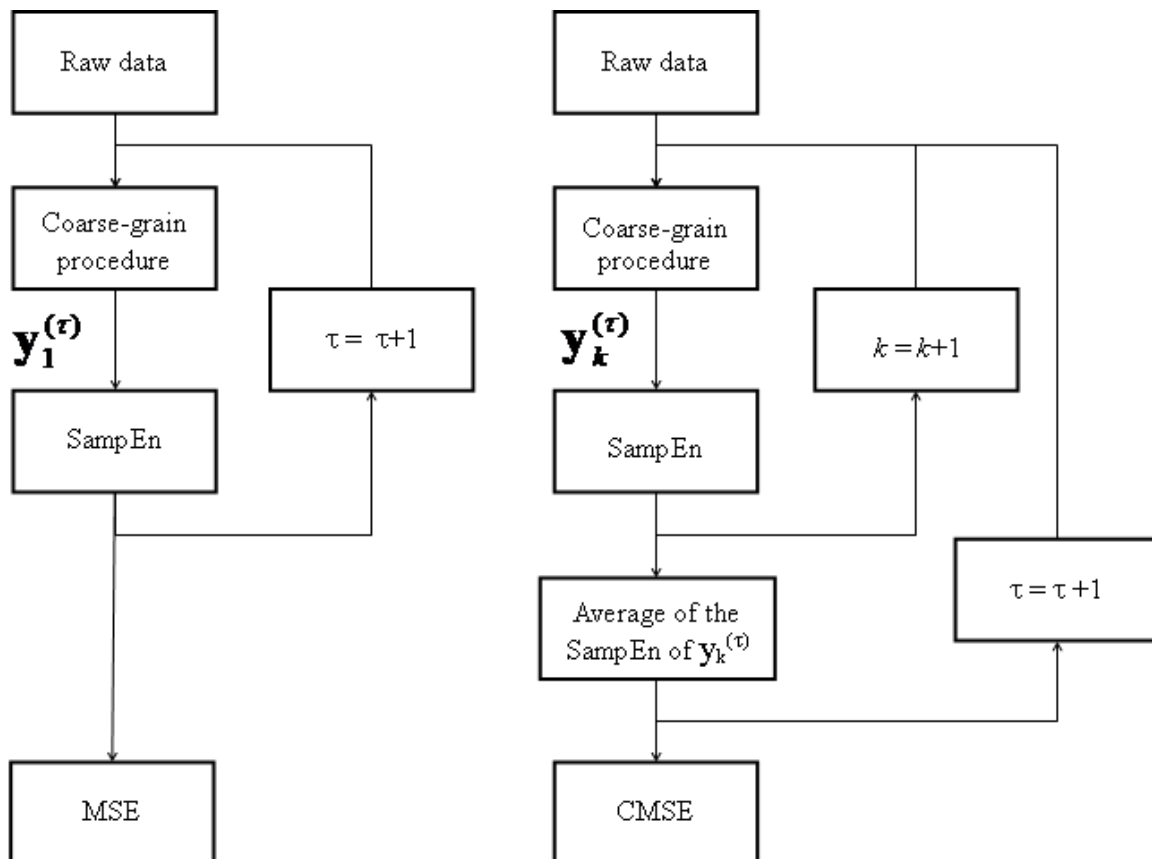 Raw data
Coarse-grain
procedure
y₁^(τ)
τ = τ+1
SampEn
MSE
Raw data
Coarse-grain
procedure
yₖ^(τ)
k = k+1
SampEn
Average of the
SampEn of yₖ^(τ)
τ = τ +1
CMSE